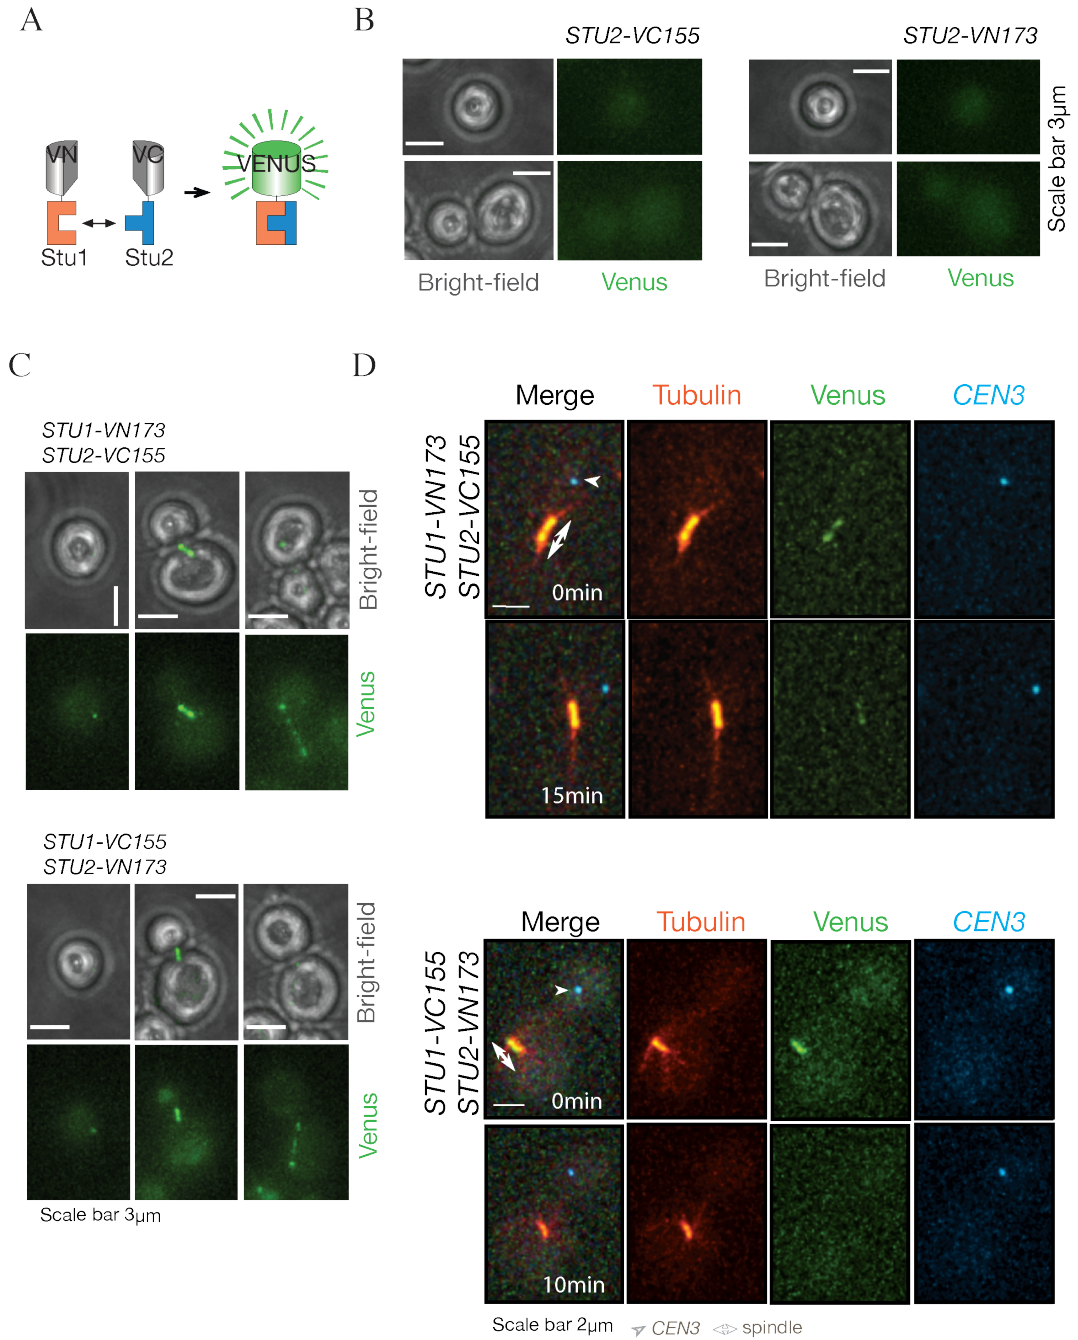 A
VN
VC
VENUS
Stu1
Stu2
B
STU2-VC155
STU2-VN173
Bright-field
Venus
Bright-field
Venus
Scale bar 3µm
C
STU1-VN173
STU2-VC155
Bright-field
Venus
STU1-VC155
STU2-VN173
Bright-field
Venus
Scale bar 3µm
D
Merge
Tubulin
Venus
CEN3
STU1-VN173
STU2-VC155
0min
15min
Merge
Tubulin
Venus
CEN3
STU1-VC155
STU2-VN173
0min
10min
Scale bar 2µm
CEN3
spindle